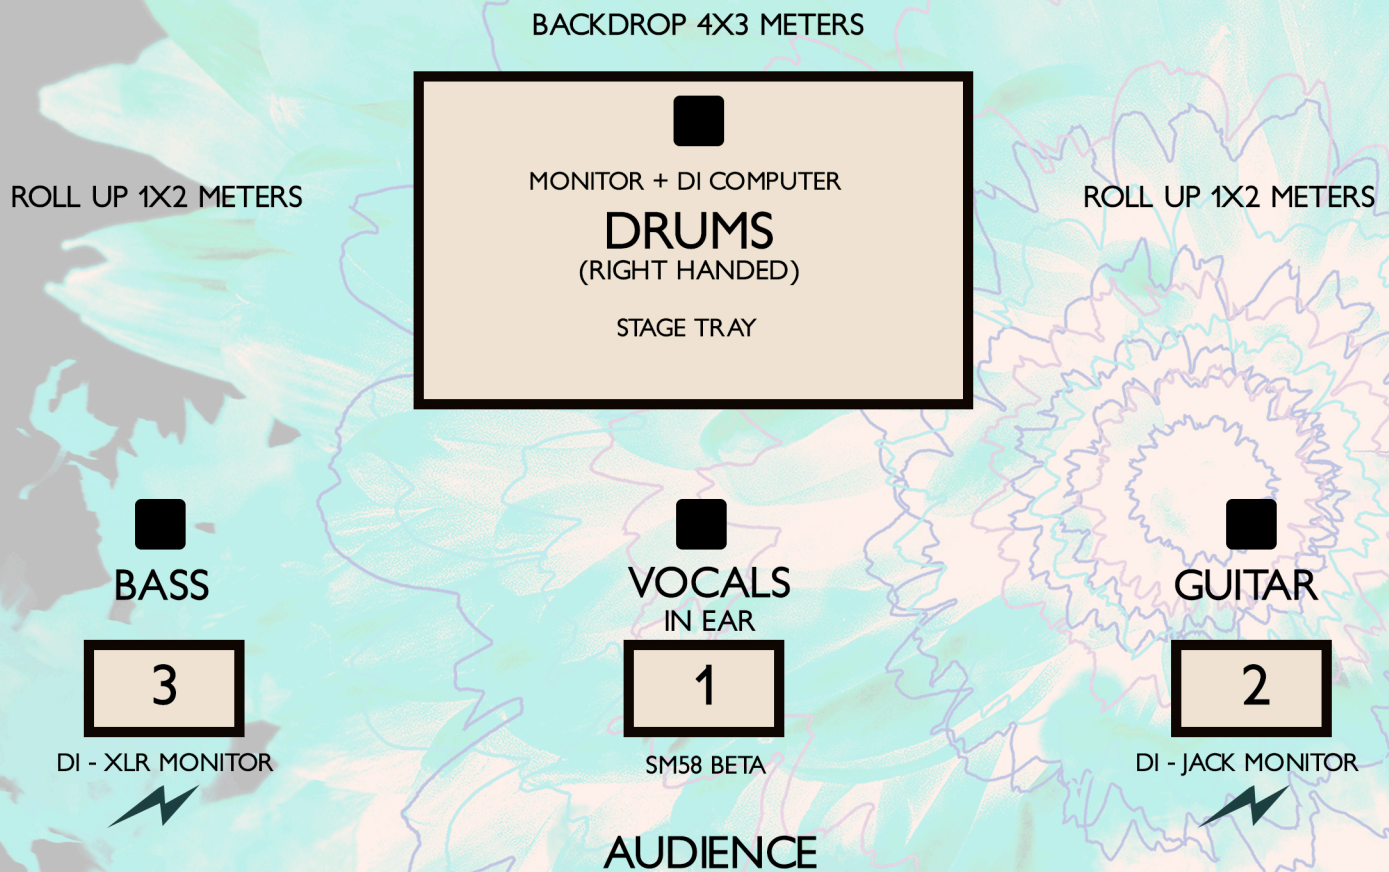 BACKDROP 4X3 METERS
MONITOR + DI COMPUTER
ROLL UP 1X2 METERS
ROLL UP 1X2 METERS
DRUMS
(RIGHT HANDED)
STAGE TRAY
BASS
VOCALS
GUITAR
IN EAR
3
1
2
DI - XLR MONITOR
SM58 BETA
DI - JACK MONITOR
AUDIENCE